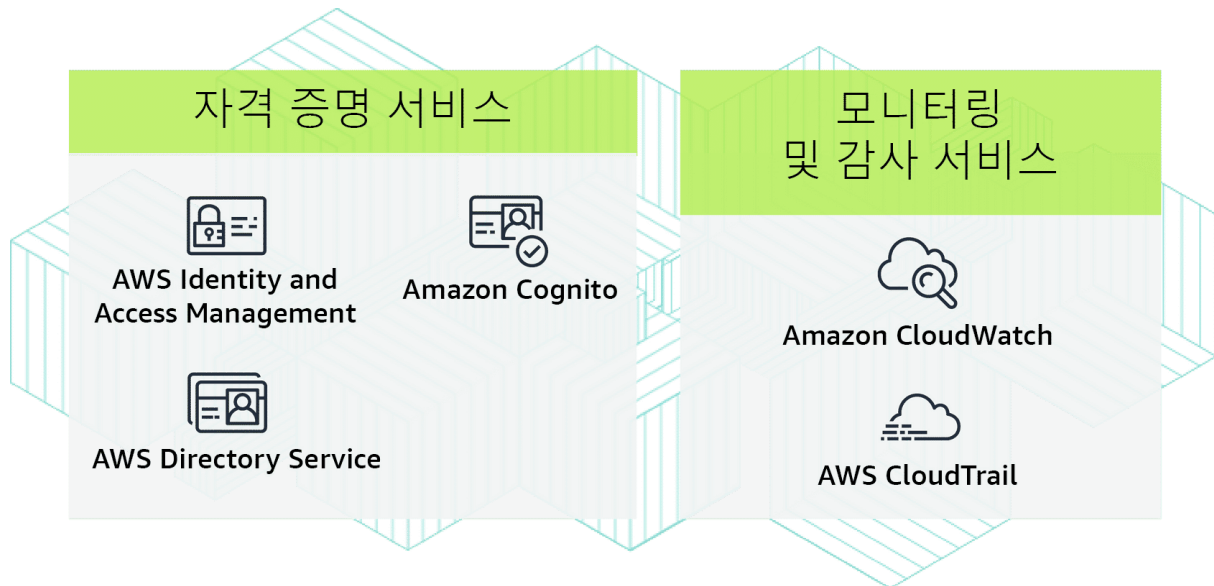 자격 증명 서비스
AWS Identity and
Access Management
Amazon Cognito
AWS Directory Service
모니터링
및 감사 서비스
Amazon CloudWatch
AWS CloudTrail